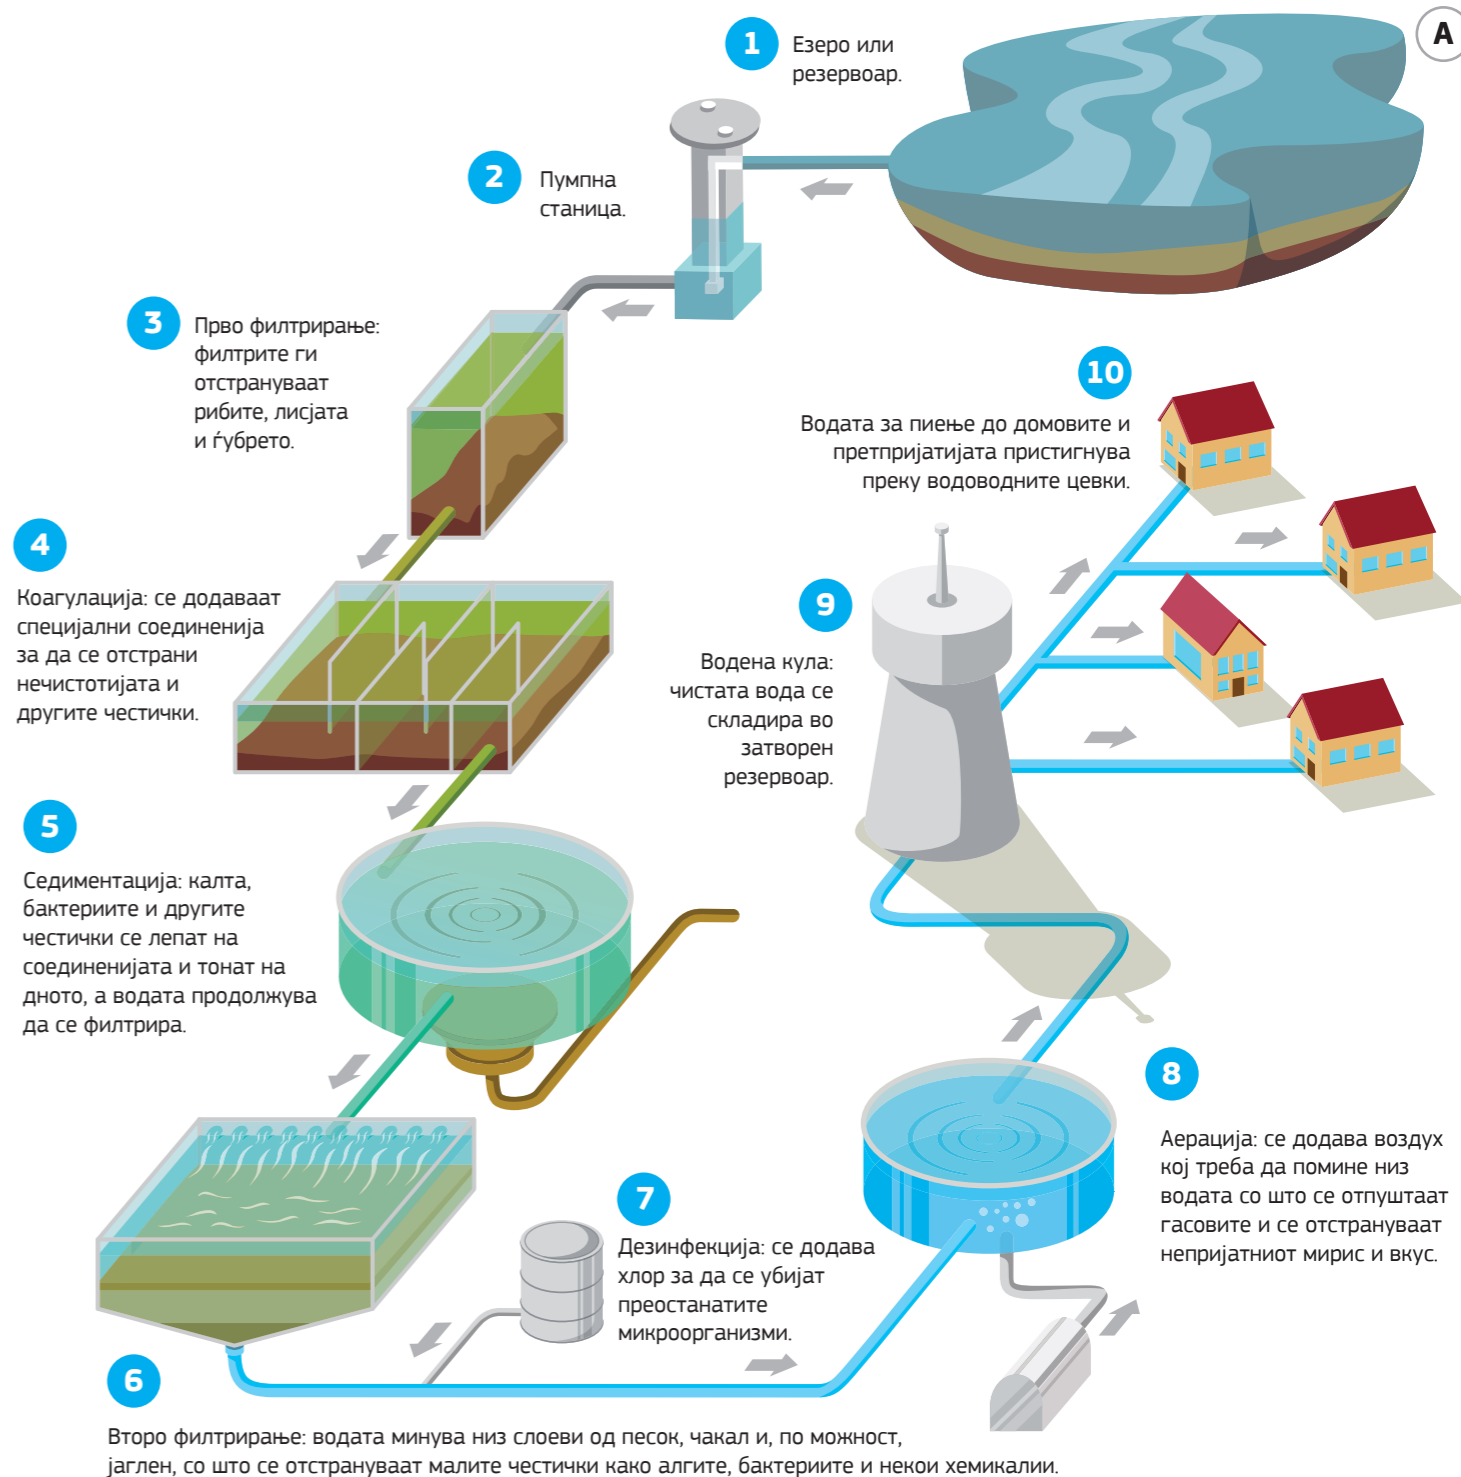 A
1
Езеро или
резервоар.
2
Пумпна
станица.
3
Прво филтрирање:
филтрите ги
отстрануваат
рибите, лисјата
и ѓубрето.
4
Коагулација: се додаваат
специјални соединенија
за да се отстрани
нечистотијата и
другите честички.
5
Седиментација: калта,
бактериите и другите
честички се лепат на
соединенијата и тонат на
дното, а водата продолжува
да се филтрира.
6
Второ филтрирање: водата минува низ слоеви од песок, чакал и, по можност,
јаглен, со што се отстрануваат малите честички како алгите, бактериите и некои хемикалии.
7
Дезинфекција: се додава
хлор за да се убијат
преостанатите
микроорганизми.
8
Аерација: се додава воздух
кој треба да помине низ
водата со што се отпуштаат
гасовите и се отстрануваат
непријатниот мирис и вкус.
9
Водена кула:
чистата вода се
складира во
затворен
резервоар.
10
Водата за пиење до домовите и
претпријатијата пристигнува
преку водоводните цевки.